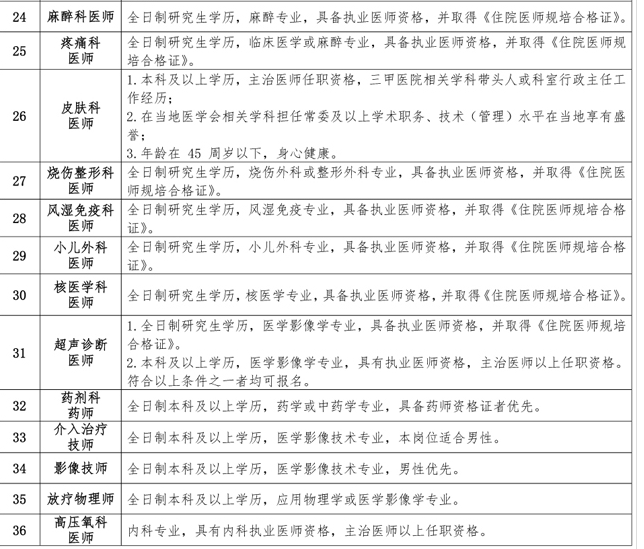 24 麻醉科医师 全日制研究生学历，麻醉专业，具备执业医师资格，并取得《住院医师规培合格证》。
25 疼痛科
医师
全日制研究生学历，临床医学或麻醉专业，具备执业医师资格，并取得《住院医师规
培合格证》。
26 皮肤科
医师
1.本科及以上学历，主治医师任职资格，三甲医院相关学科带头人或科室行政主任工
作经历；
2.在当地医学会相关学科担任常委及以上学术职务、技术（管理）水平在当地享有盛
誉；
3.年龄在 45 周岁以下，身心健康。
27 烧伤整形科
医师
全日制研究生学历，烧伤外科或整形外科专业，具备执业医师资格，并取得《住院医
师规培合格证》。
28 风湿免疫科
医师
全日制研究生学历，风湿免疫专业，具备执业医师资格，并取得《住院医师规培合格
证》。
29 小儿外科
医师
全日制研究生学历，小儿外科专业，具备执业医师资格，并取得《住院医师规培合格
证》。
30 核医学科
医师
全日制研究生学历，核医学专业，具备执业医师资格，并取得《住院医师规培合格证》。
31 超声诊断
医师
1.全日制研究生学历，医学影像学专业，具备执业医师资格，并取得《住院医师规培
合格证》。
2.本科及以上学历，医学影像学专业，具有执业医师资格，主治医师以上任职资格。
符合以上条件之一者均可报名。
32 药剂科
药师
全日制本科及以上学历，药学或中药学专业，具备药师资格证者优先。
33 介入治疗
技师
全日制本科及以上学历，医学影像技术专业，本岗位适合男性。
34 影像技师 全日制本科及以上学历，医学影像技术专业，男性优先。
35 放疗物理师 全日制本科及以上学历，应用物理学或医学影像学专业。
36 高压氧科
医师
内科专业，具有内科执业医师资格，主治医师以上任职资格。